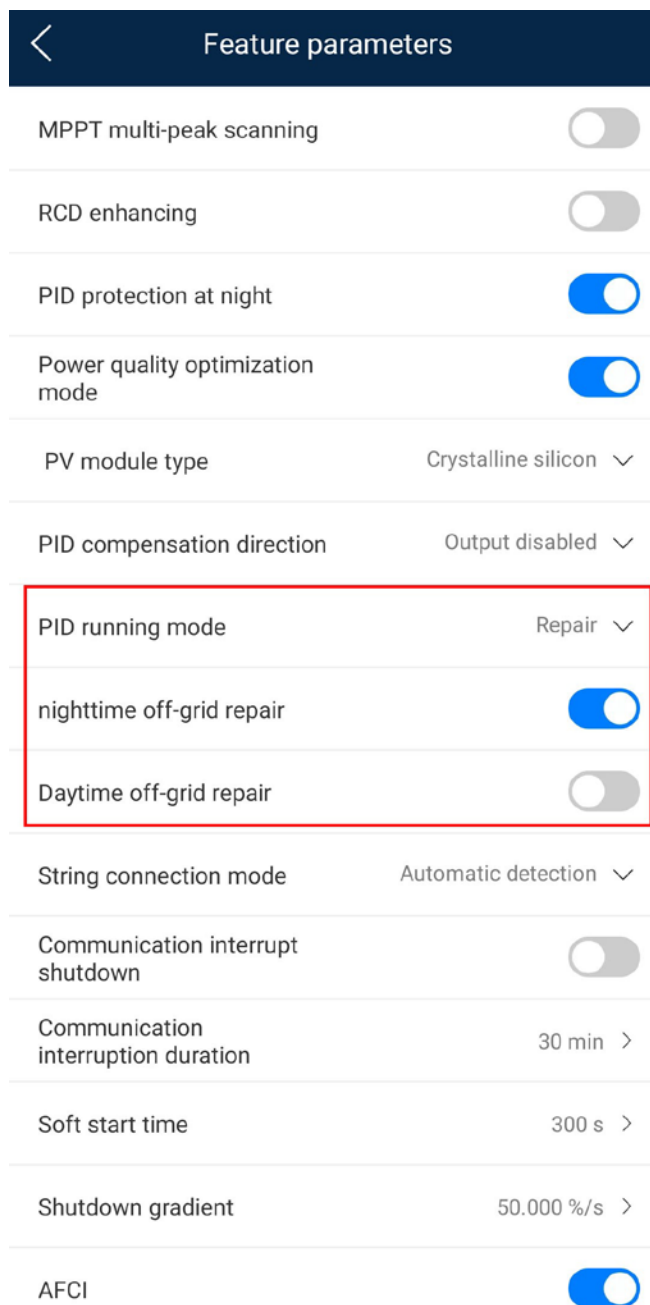 Feature parameters
MPPT multi-peak scanning
RCD enhancing
PID protection at night
Power quality optimization
mode
PV module type Crystalline silicon
PID compensation direction Output disabled
PID running mode Repair
nighttime off-grid repair
Daytime off-grid repair
String connection mode Automatic detection
Communication interrupt
shutdown
Communication
interruption duration 30 min
Soft start time 300 s
Shutdown gradient 50.000 %/s
AFCI